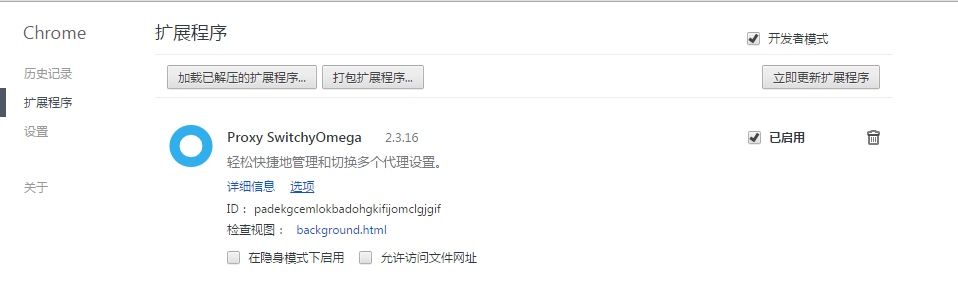 Chrome
扩展程序
开发者模式
历史记录
扩展程序
设置
关于
加载已解压的扩展程序...
打包扩展程序...
立即更新扩展程序
Proxy SwitchyOmega 2.3.16
已启用
轻松快捷地管理和切换多个代理设置。
详细信息 选项
ID： padekgcemlokbadohgkifijomclgjgif
检查视图： background.html
在隐身模式下启用 允许访问文件网址